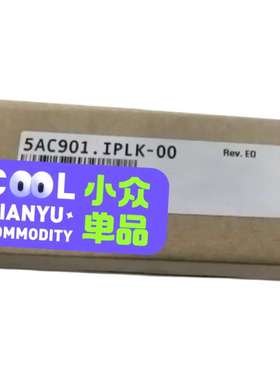 5AC901.IPLK-00
Rev. E0
COOL
小众
IANYU
单品
OMMODITY